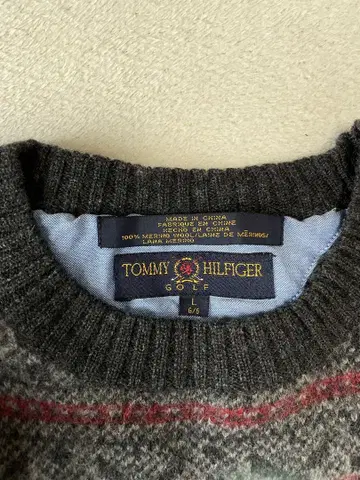 MADE IN CHINA
FABRIQUE EN CHINE
HECHO EN CHINA
100% MERINO WOOL/LAINE DE MÉRINOS/
LANA MERINO
TOMMY HILFIGER
GOLF
L
G/G